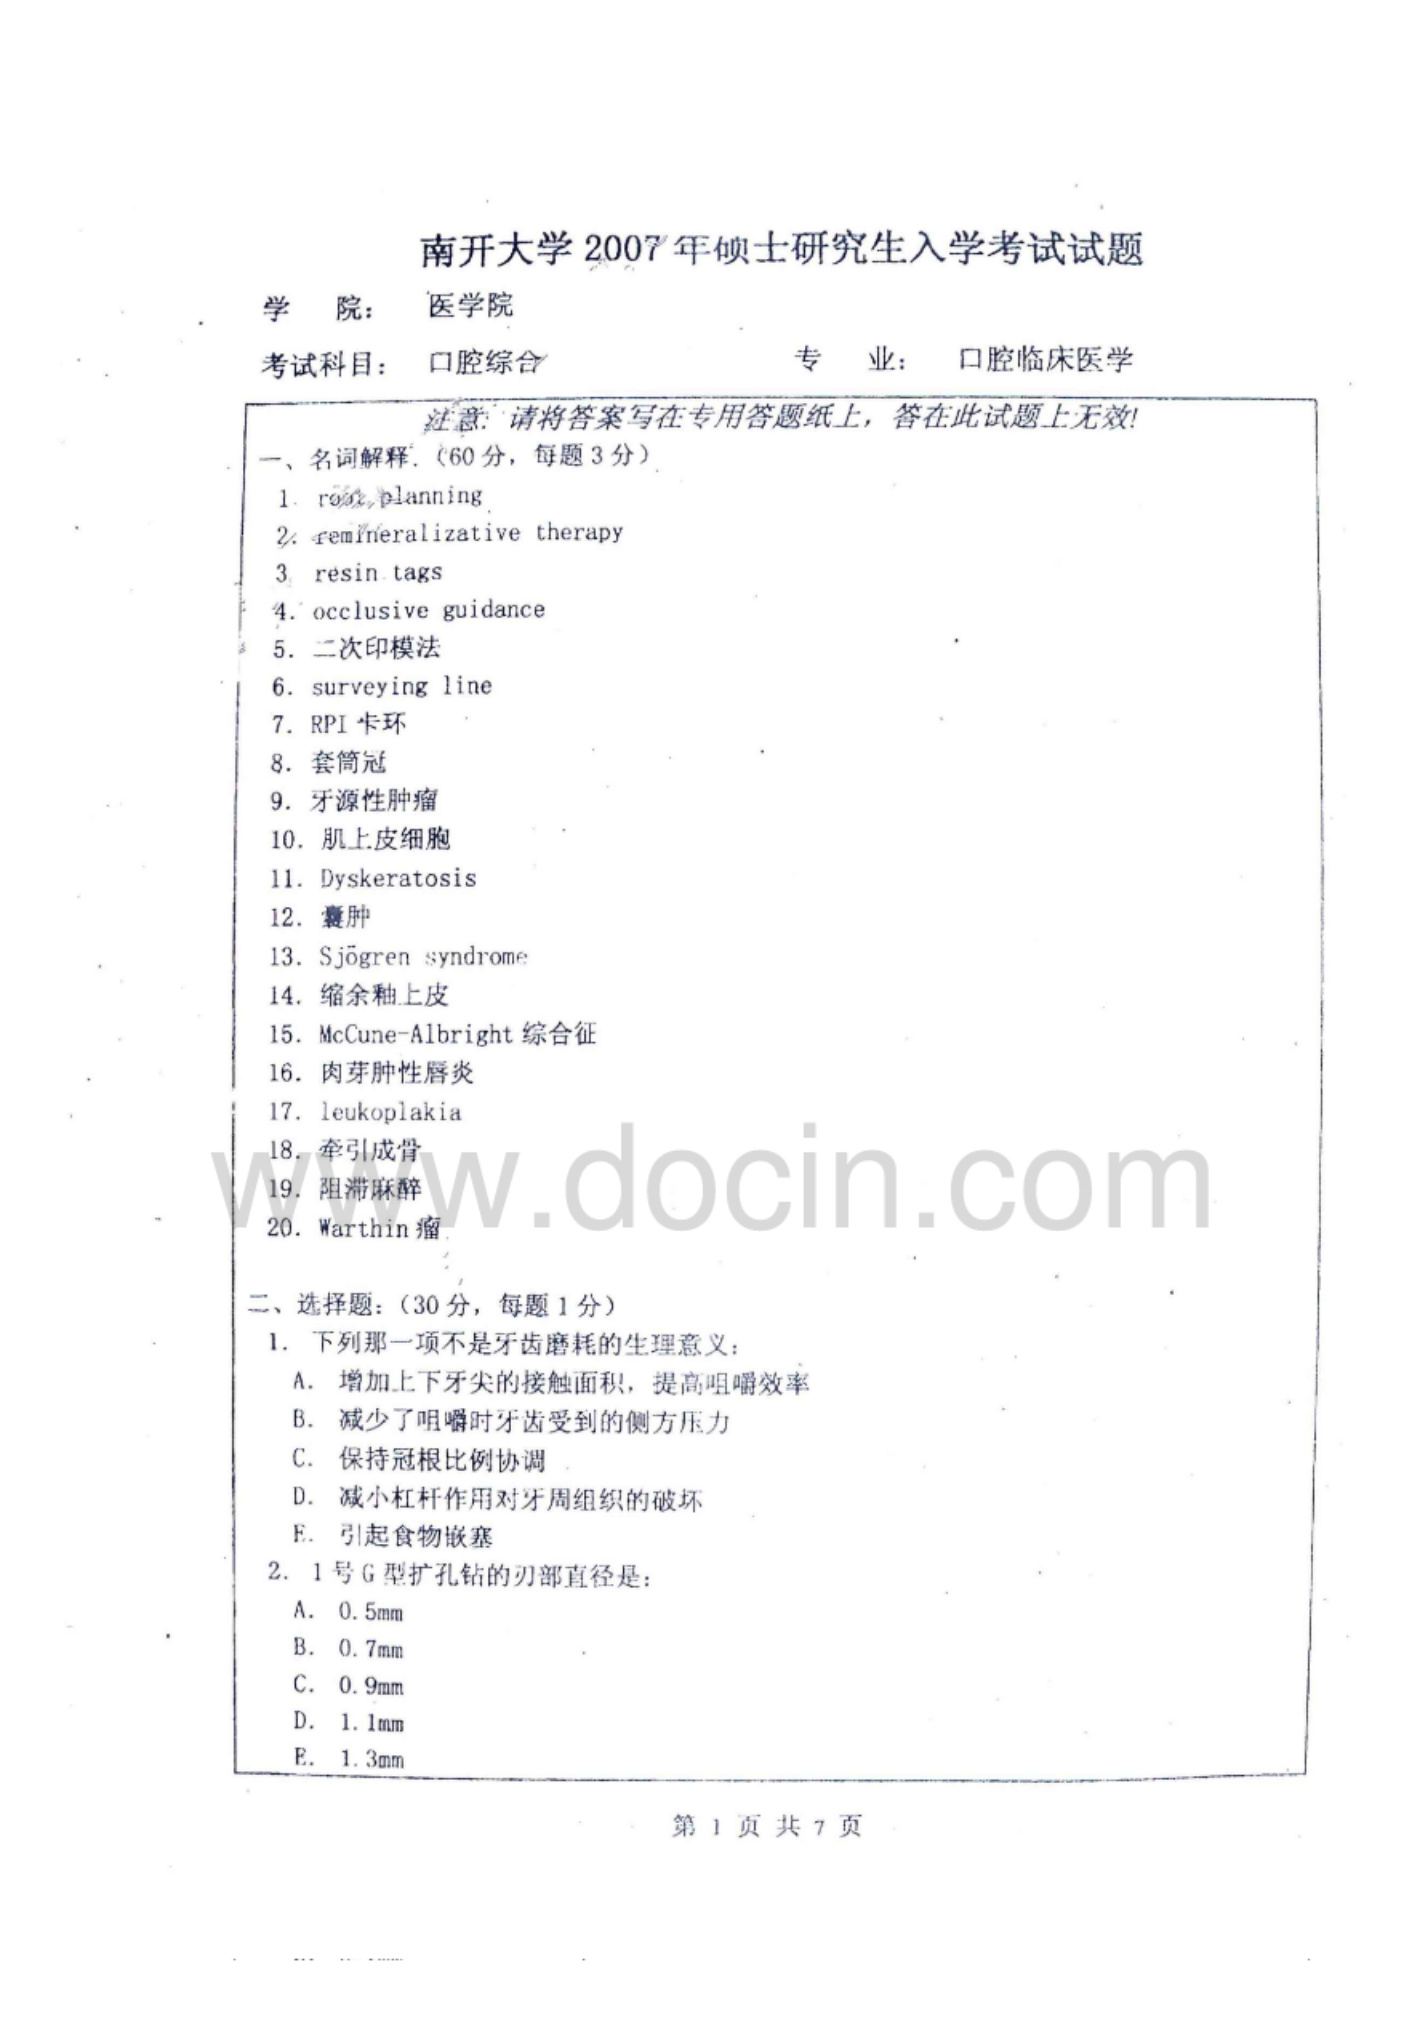 南开大学 2007 年硕士研究生入学考试试题
学 院： 医学院
考试科目： 口腔综合 专 业： 口腔临床医学
注意：请将答案写在专用答题纸上，答在此试题上无效!
一、名词解释：（60 分，每题 3 分）
1. root planning
2. remineralizative therapy
3. resin tags
4. occlusive guidance
5. 二次印模法
6. surveying line
7. RPI 卡环
8. 套筒冠
9. 牙源性肿瘤
10. 肌上皮细胞
11. Dyskeratosis
12. 囊肿
13. Sjögren syndrome
14. 缩余釉上皮
15. McCune-Albright 综合征
16. 肉芽肿性唇炎
17. leukoplakia
18. 牵引成骨
19. 阻滞麻醉
20. Warthin 瘤
www.docin.com
二、选择题：（30 分，每题 1 分）
1. 下列那一项不是牙齿磨耗的生理意义：
A. 增加上下牙尖的接触面积，提高咀嚼效率
B. 减少了咀嚼时牙齿受到的侧方压力
C. 保持冠根比例协调
D. 减小杠杆作用对牙周组织的破坏
E. 引起食物嵌塞
2. 1 号 G 型扩孔钻的刃部直径是：
A. 0.5mm
B. 0.7mm
C. 0.9mm
D. 1.1mm
E. 1.3mm
第 1 页 共 7 页